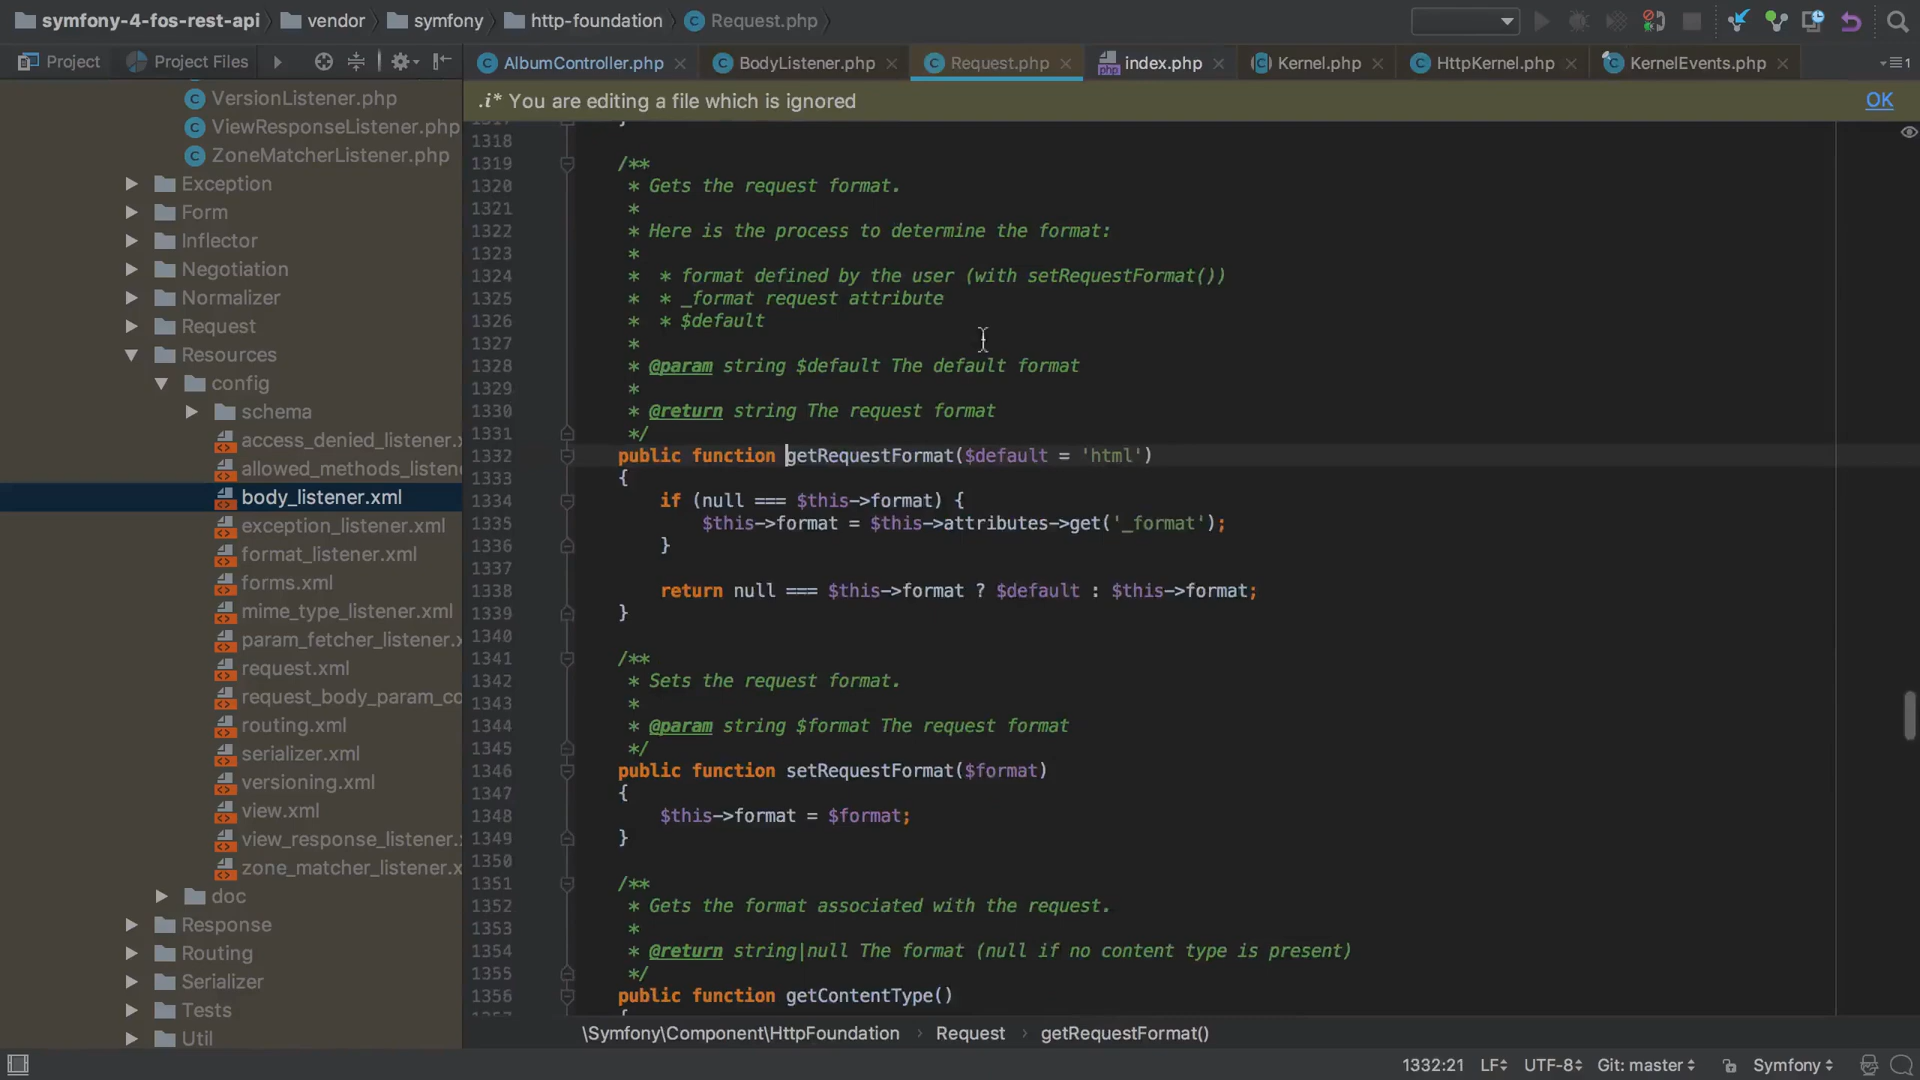 symfony-4-fos-rest-api vendor symfony http-foundation Request.php
Project Project Files
AlbumController.php BodyListener.php Request.php index.php Kernel.php HttpKernel.php KernelEvents.php
.i* You are editing a file which is ignored OK
VersionListener.php
ViewResponseListener.php
ZoneMatcherListener.php
Exception
Form
Inflector
Negotiation
Normalizer
Request
Resources
config
schema
access_denied_listener.x
allowed_methods_listene
body_listener.xml
exception_listener.xml
format_listener.xml
forms.xml
mime_type_listener.xml
param_fetcher_listener.x
request.xml
request_body_param_co
routing.xml
serializer.xml
versioning.xml
view.xml
view_response_listener.
zone_matcher_listener.x
doc
Response
Routing
Serializer
Tests
Util
1318
1319 /**
1320 * Gets the request format.
1321 *
1322 * Here is the process to determine the format:
1323 *
1324 * * format defined by the user (with setRequestFormat())
1325 * * _format request attribute
1326 * * $default
1327 *
1328 * @param string $default The default format
1329 *
1330 * @return string The request format
1331 */
1332 public function getRequestFormat($default = 'html')
1333 {
1334 if (null === $this->format) {
1335 $this->format = $this->attributes->get('_format');
1336 }
1337
1338 return null === $this->format ? $default : $this->format;
1339 }
1340
1341 /**
1342 * Sets the request format.
1343 *
1344 * @param string $format The request format
1345 */
1346 public function setRequestFormat($format)
1347 {
1348 $this->format = $format;
1349 }
1350
1351 /**
1352 * Gets the format associated with the request.
1353 *
1354 * @return string|null The format (null if no content type is present)
1355 */
1356 public function getContentType()
\Symfony\Component\HttpFoundation › Request › getRequestFormat()
1332:21 LF UTF-8 Git: master Symfony